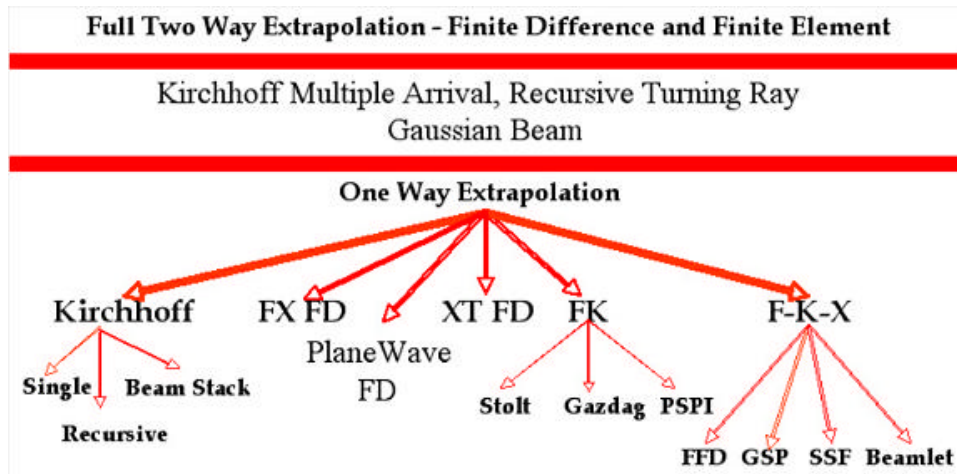 Full Two Way Extrapolation - Finite Difference and Finite Element
Kirchhoff Multiple Arrival, Recursive Turning Ray
Gaussian Beam
One Way Extrapolation
Kirchhoff FX FD XT FD FK F-K-X
PlaneWave
FD
Single Beam Stack Stolt Gazdag PSPI
Recursive
FFD GSP SSF Beamlet